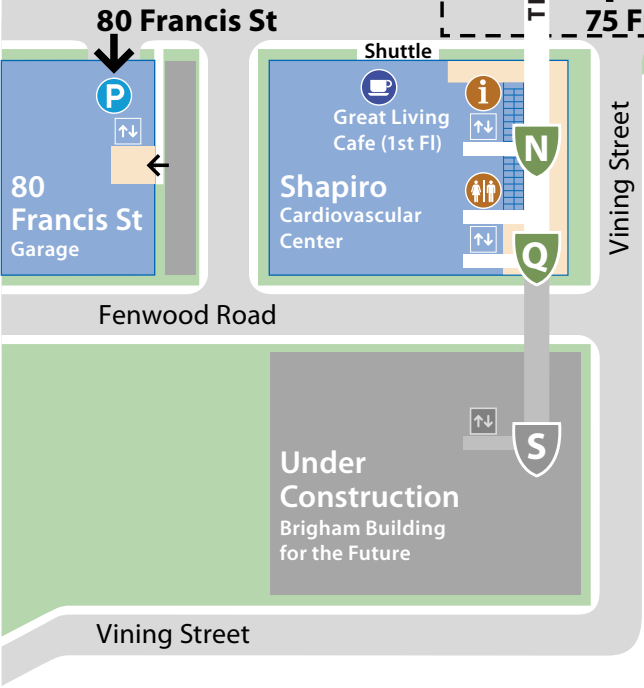 80 Francis St
75 F
Shuttle
P
i
Great Living
Cafe (1st Fl)
N
80
Francis St
Garage
Shapiro
Cardiovascular
Center
Q
Vining Street
Fenwood Road
S
Under
Construction
Brigham Building
for the Future
Vining Street